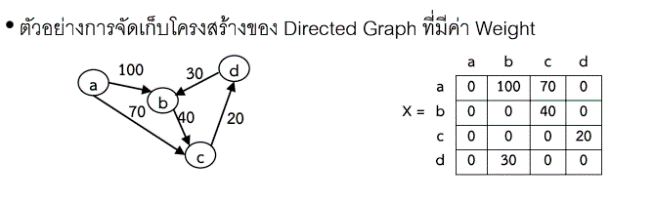 • ตัวอย่างการจัดเก็บโครงสร้างของ Directed Graph ที่มีค่า Weight
a 100 b 30 d
70 40 20
c
a b c d
a 0 100 70 0
X = b 0 0 40 0
c 0 0 0 20
d 0 30 0 0